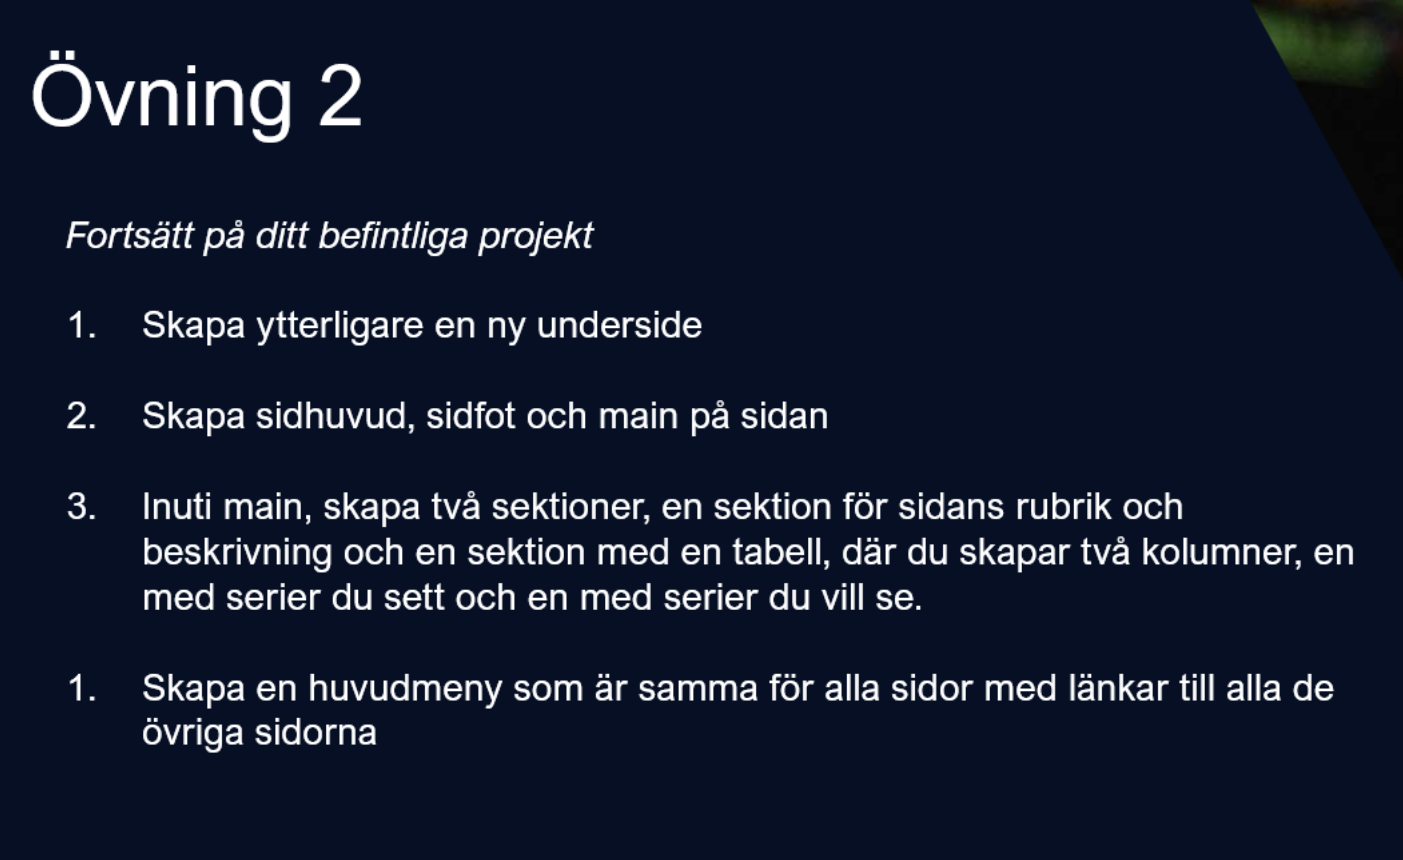 Övning 2
Fortsätt på ditt befintliga projekt
1. Skapa ytterligare en ny underside
2. Skapa sidhuvud, sidfot och main på sidan
3. Inuti main, skapa två sektioner, en sektion för sidans rubrik och
beskrivning och en sektion med en tabell, där du skapar två kolumner, en
med serier du sett och en med serier du vill se.
1. Skapa en huvudmeny som är samma för alla sidor med länkar till alla de
övriga sidorna